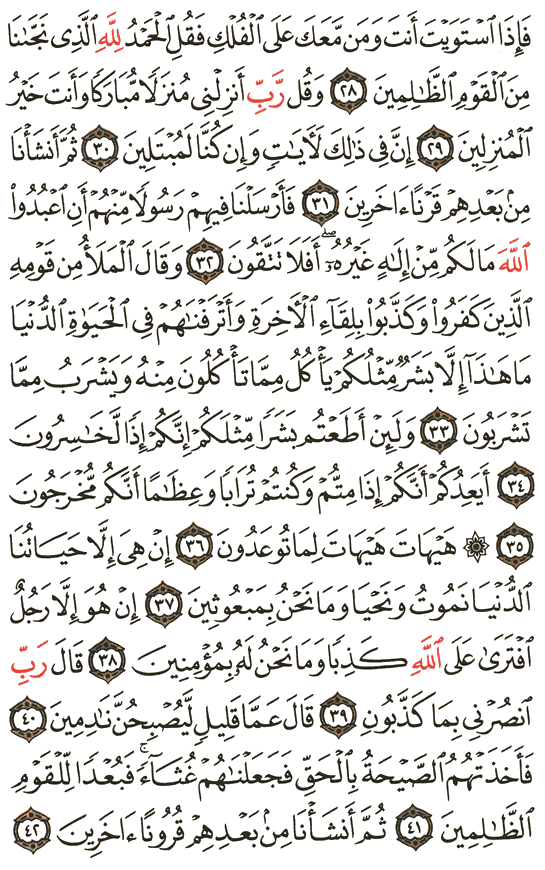 فَإِذَا ٱسْتَوَيْتَ أَنتَ وَمَن مَّعَكَ عَلَى ٱلْفُلْكِ فَقُلِ ٱلْحَمْدُ لِلَّهِ ٱلَّذِى نَجَّىٰنَا
مِنَ ٱلْقَوْمِ ٱلظَّٰلِمِينَ ٢٨ وَقُل رَّبِّ أَنزِلْنِى مُنزَلًا مُّبَارَكًا وَأَنتَ خَيْرُ
ٱلْمُنزِلِينَ ٢٩ إِنَّ فِى ذَٰلِكَ لَـَٔايَٰتٍ وَإِن كُنَّا لَمُبْتَلِينَ ٣٠ ثُمَّ أَنشَأْنَا
مِنۢ بَعْدِهِمْ قَرْنًا ءَاخَرِينَ ٣١ فَأَرْسَلْنَا فِيهِمْ رَسُولًا مِّنْهُمْ أَنِ ٱعْبُدُوا۟
ٱللَّهَ مَا لَكُم مِّنْ إِلَٰهٍ غَيْرُهُۥٓ ۖ أَفَلَا تَتَّقُونَ ٣٢ وَقَالَ ٱلْمَلَأُ مِن قَوْمِهِ
ٱلَّذِينَ كَفَرُوا۟ وَكَذَّبُوا۟ بِلِقَآءِ ٱلْـَٔاخِرَةِ وَأَتْرَفْنَٰهُمْ فِى ٱلْحَيَوٰةِ ٱلدُّنْيَا
مَا هَٰذَآ إِلَّا بَشَرٌ مِّثْلُكُمْ يَأْكُلُ مِمَّا تَأْكُلُونَ مِنْهُ وَيَشْرَبُ مِمَّا
تَشْرَبُونَ ٣٣ وَلَئِنْ أَطَعْتُم بَشَرًا مِّثْلَكُمْ إِنَّكُمْ إِذًا لَّخَٰسِرُونَ
٣٤ أَيَعِدُكُمْ أَنَّكُمْ إِذَا مِتُّمْ وَكُنتُمْ تُرَابًا وَعِظَٰمًا أَنَّكُم مُّخْرَجُونَ
٣٥ ۞ هَيْهَاتَ هَيْهَاتَ لِمَا تُوعَدُونَ ٣٦ إِنْ هِىَ إِلَّا حَيَاتُنَا
ٱلدُّنْيَا نَمُوتُ وَنَحْيَا وَمَا نَحْنُ بِمَبْعُوثِينَ ٣٧ إِنْ هُوَ إِلَّا رَجُلٌ
ٱفْتَرَىٰ عَلَى ٱللَّهِ كَذِبًا وَمَا نَحْنُ لَهُۥ بِمُؤْمِنِينَ ٣٨ قَالَ رَبِّ
ٱنصُرْنِى بِمَا كَذَّبُونِ ٣٩ قَالَ عَمَّا قَلِيلٍ لَّيُصْبِحُنَّ نَٰدِمِينَ ٤٠
فَأَخَذَتْهُمُ ٱلصَّيْحَةُ بِٱلْحَقِّ فَجَعَلْنَٰهُمْ غُثَآءً ۚ فَبُعْدًا لِّلْقَوْمِ
ٱلظَّٰلِمِينَ ٤١ ثُمَّ أَنشَأْنَا مِنۢ بَعْدِهِمْ قُرُونًا ءَاخَرِينَ ٤٢